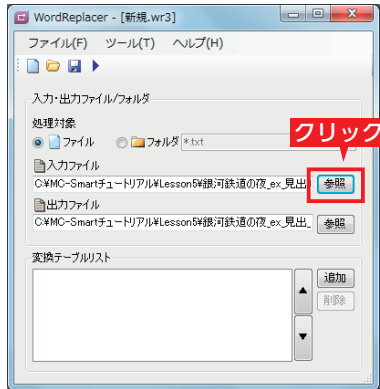 WordReplacer - [新規.wr3]
ファイル(F) ツール(T) ヘルプ(H)
入力・出力ファイル/フォルダ
処理対象
ファイル フォルダ *.txt
クリック
入力ファイル
C:¥MC-Smartチュートリアル¥Lesson5¥銀河鉄道の夜_ex_見出 参照
出力ファイル
C:¥MC-Smartチュートリアル¥Lesson5¥銀河鉄道の夜_ex_見出_ 参照
変換テーブルリスト
追加
削除